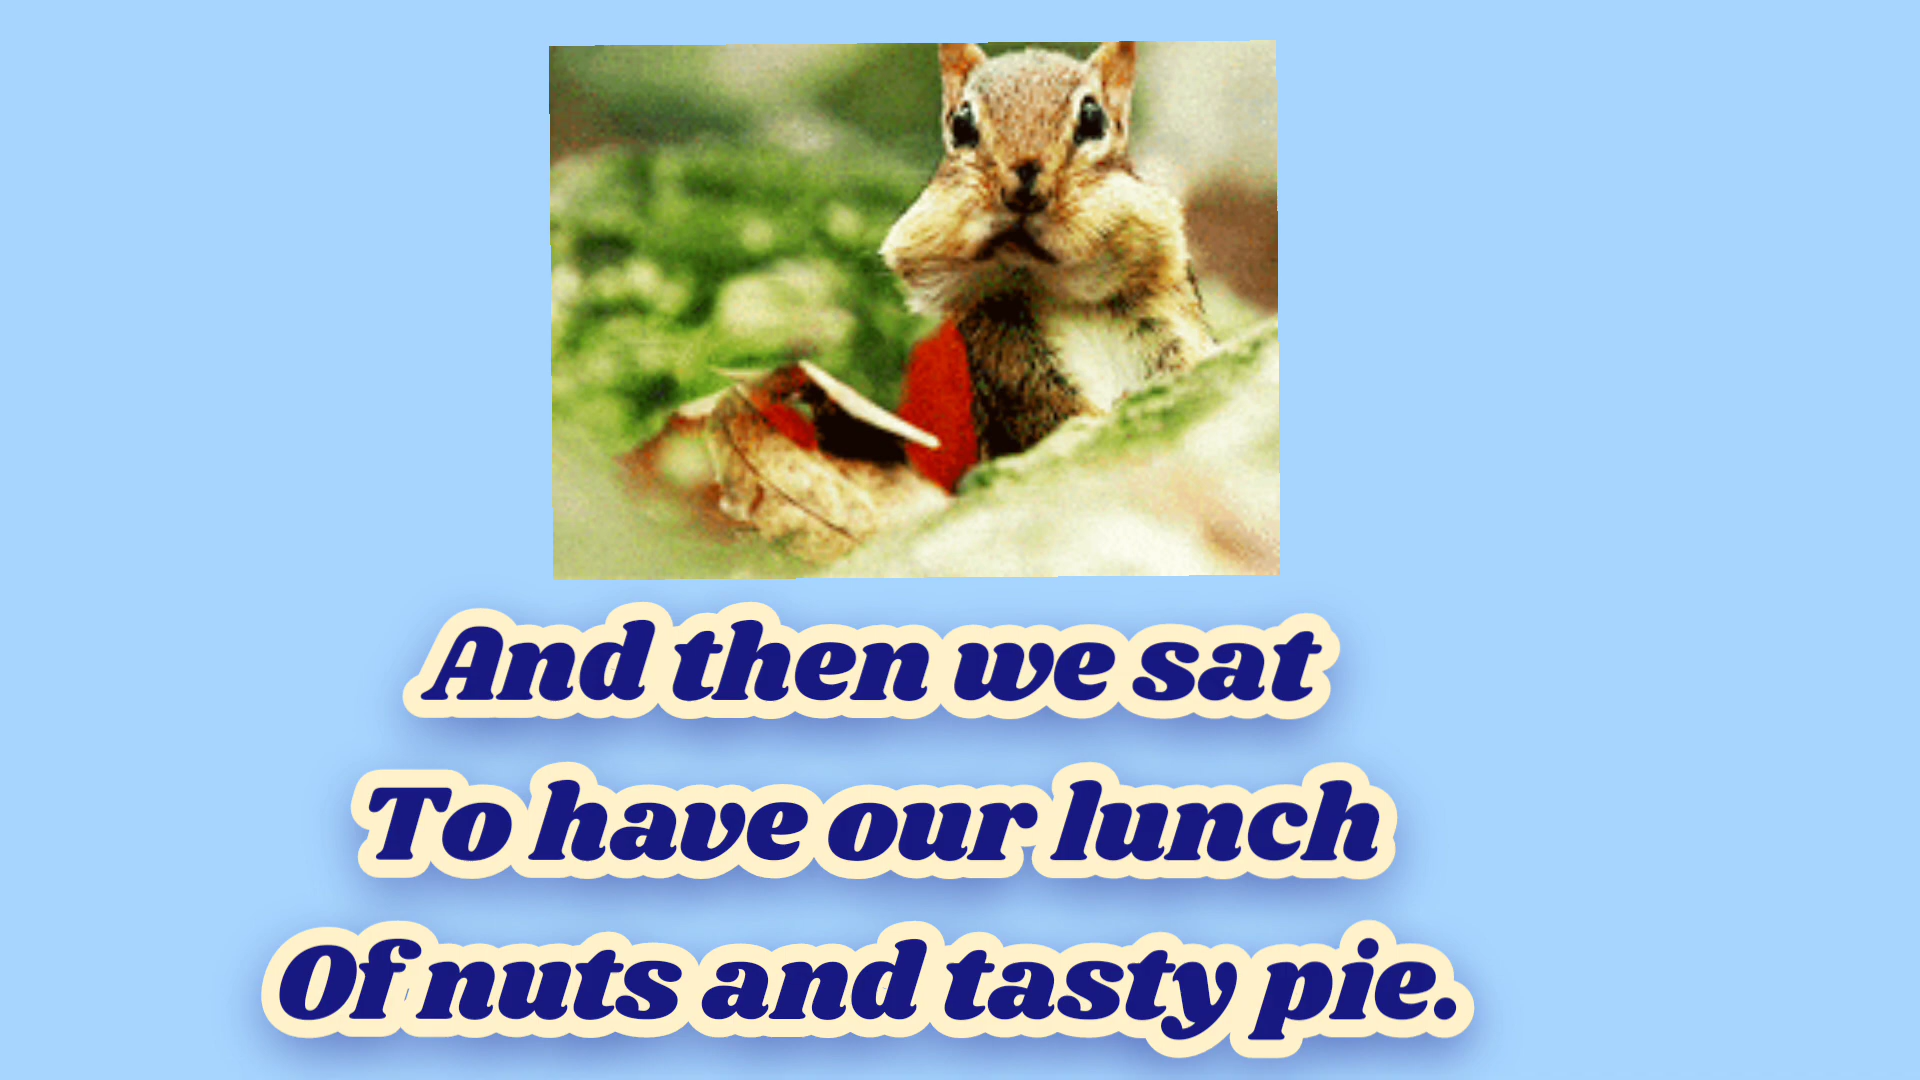 And then we sat
To have our lunch
Of nuts and tasty pie.